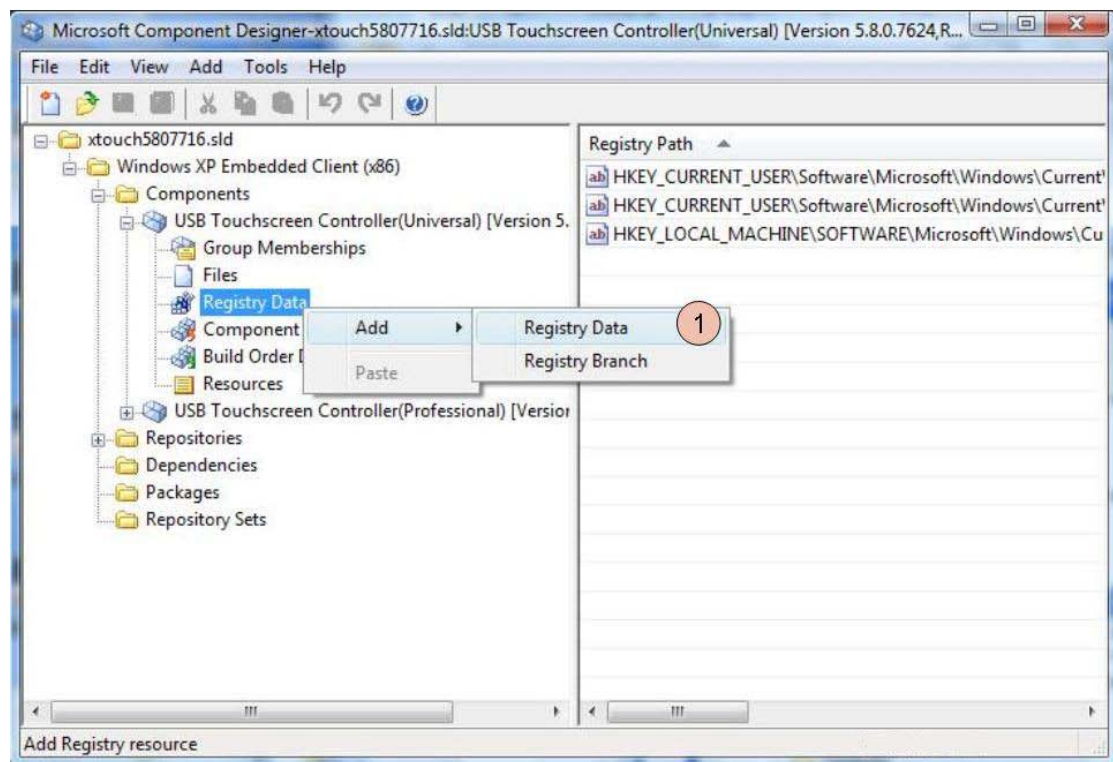 Microsoft Component Designer-xtouch5807716.sld:USB Touchscreen Controller(Universal) [Version 5.8.0.7624,R...
File Edit View Add Tools Help
xtouch5807716.sld
Windows XP Embedded Client (x86)
Components
USB Touchscreen Controller(Universal) [Version 5.
Group Memberships
Files
Registry Data
Component
Build Order
Resources
USB Touchscreen Controller(Professional) [Version
Repositories
Dependencies
Packages
Repository Sets
Add
Paste
Registry Data
1
Registry Branch
Registry Path
HKEY_CURRENT_USER\Software\Microsoft\Windows\Current
HKEY_CURRENT_USER\Software\Microsoft\Windows\Current
HKEY_LOCAL_MACHINE\SOFTWARE\Microsoft\Windows\Cu
Add Registry resource